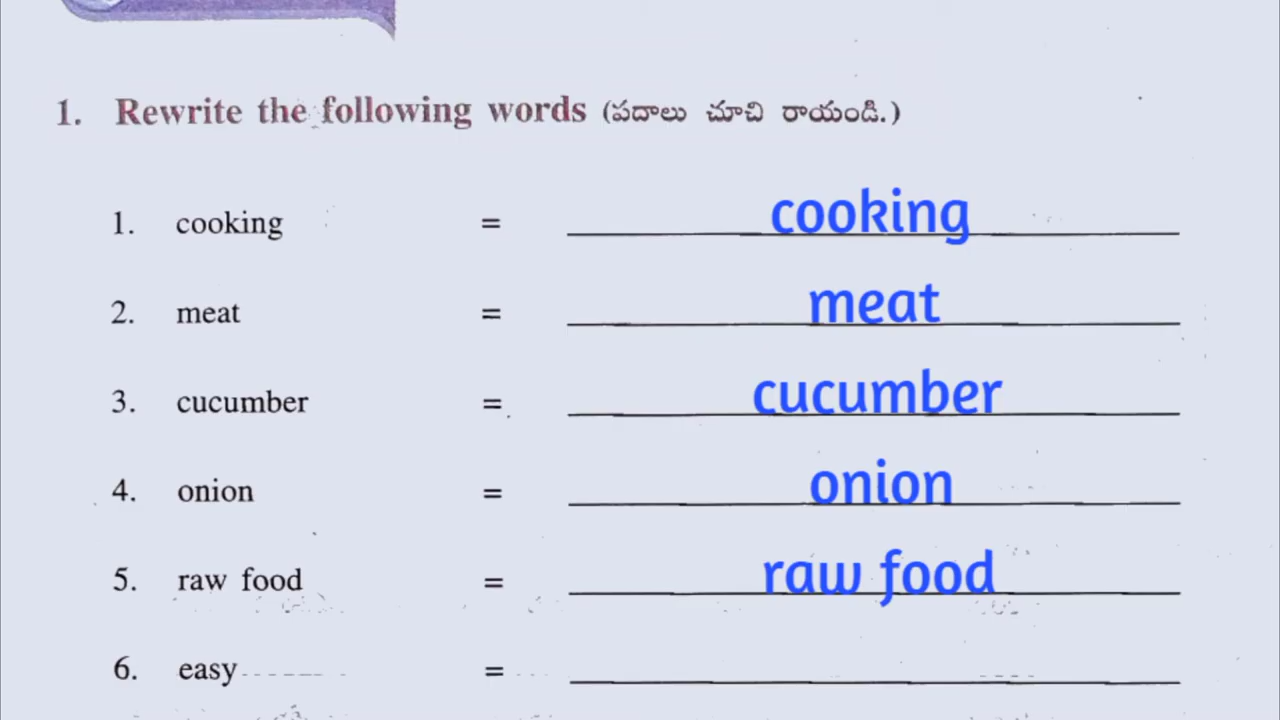 1. Rewrite the following words (పదాలు చూచి రాయండి.)
1. cooking = cooking
2. meat = meat
3. cucumber = cucumber
4. onion = onion
5. raw food = raw food
6. easy =